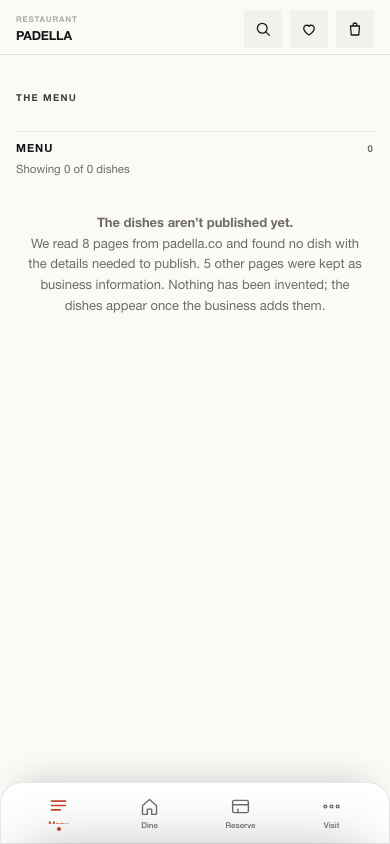 RESTAURANT
PADELLA
THE MENU
MENU
0
Showing 0 of 0 dishes
The dishes aren't published yet.
We read 8 pages from padella.co and found no dish with
the details needed to publish. 5 other pages were kept as
business information. Nothing has been invented; the
dishes appear once the business adds them.
Dine
Reserve
Visit